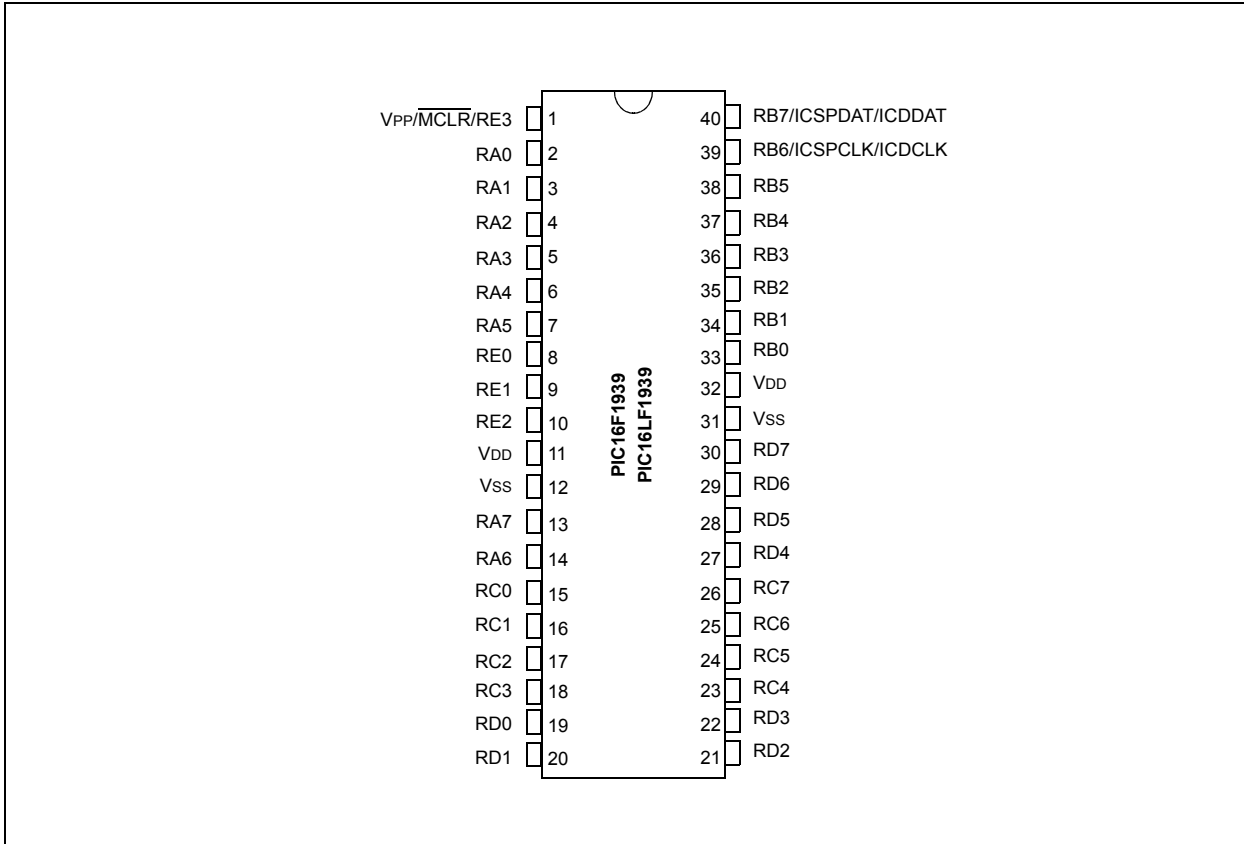 VPP/MCLR/RE3 1 40 RB7/ICSPDAT/ICDDAT
RA0 2 39 RB6/ICSPCLK/ICDCLK
RA1 3 38 RB5
RA2 4 37 RB4
RA3 5 36 RB3
RA4 6 35 RB2
RA5 7 34 RB1
RE0 8 33 RB0
RE1 9 32 VDD
RE2 10 31 VSS
VDD 11 30 RD7
VSS 12 29 RD6
RA7 13 28 RD5
RA6 14 27 RD4
RC0 15 26 RC7
RC1 16 25 RC6
RC2 17 24 RC5
RC3 18 23 RC4
RD0 19 22 RD3
RD1 20 21 RD2
PIC16F1939
PIC16LF1939